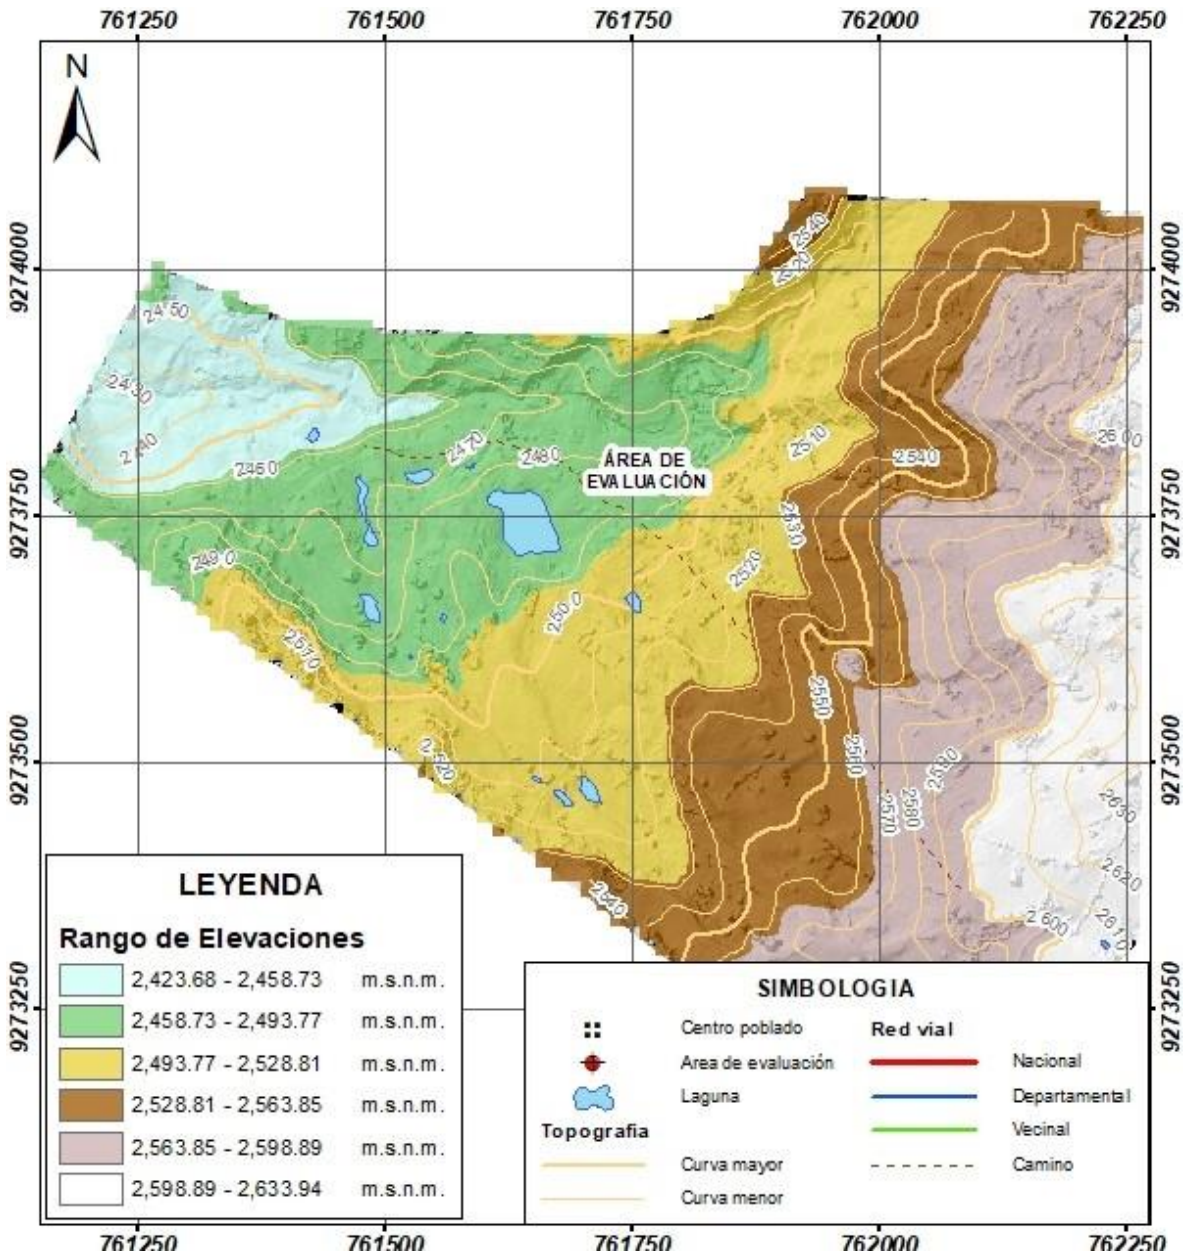 761250 761500 761750 762000 762250
N
2540
2520
9274000 9274000
2450
2430
2600
2440
2510
2470
2460
2480
2540
ÁREA DE
EVALUACIÓN
9273750 9273750
2530
2490
2520
2500
2510
2550
2560
2520
2590
9273500 9273500
2570
2580
2630
2620
2540
2600
2610
LEYENDA
Rango de Elevaciones
2,423.68 - 2,458.73 m.s.n.m.
2,458.73 - 2,493.77 m.s.n.m.
2,493.77 - 2,528.81 m.s.n.m.
2,528.81 - 2,563.85 m.s.n.m.
2,563.85 - 2,598.89 m.s.n.m.
2,598.89 - 2,633.94 m.s.n.m.
9273250 9273250
SIMBOLOGIA
Centro poblado
Area de evaluación
Laguna
Topografia
Curva mayor
Curva menor
Red vial
Nacional
Departamental
Vecinal
Camino
761250 761500 761750 762000 762250